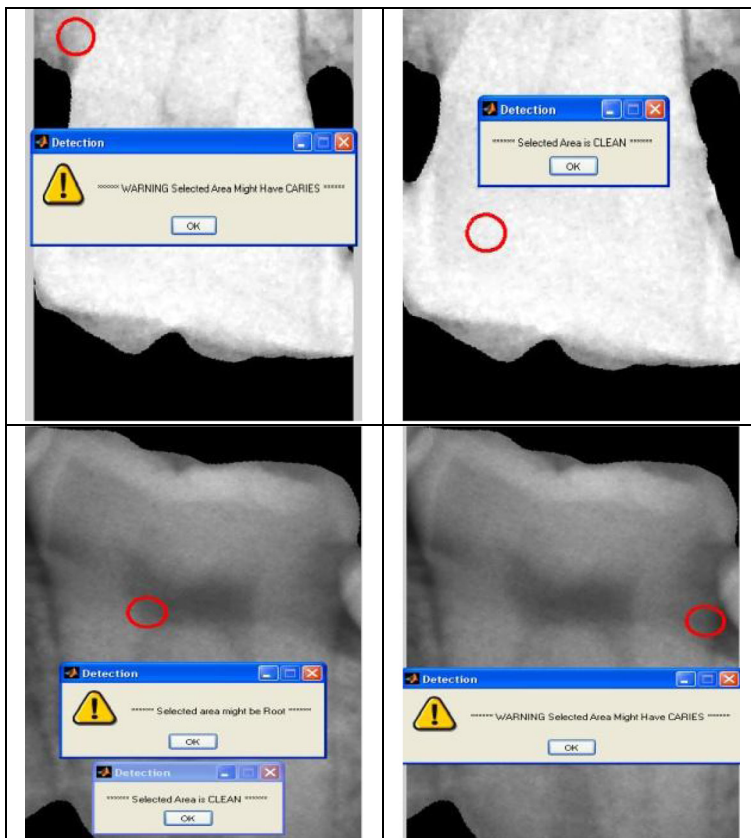 Detection
****** WARNING Selected Area Might Have CARIES ******
OK
Detection
****** Selected Area is CLEAN ******
OK
Detection
****** Selected area might be Root ******
OK
Detection
****** Selected Area is CLEAN ******
OK
Detection
****** WARNING Selected Area Might Have CARIES ******
OK